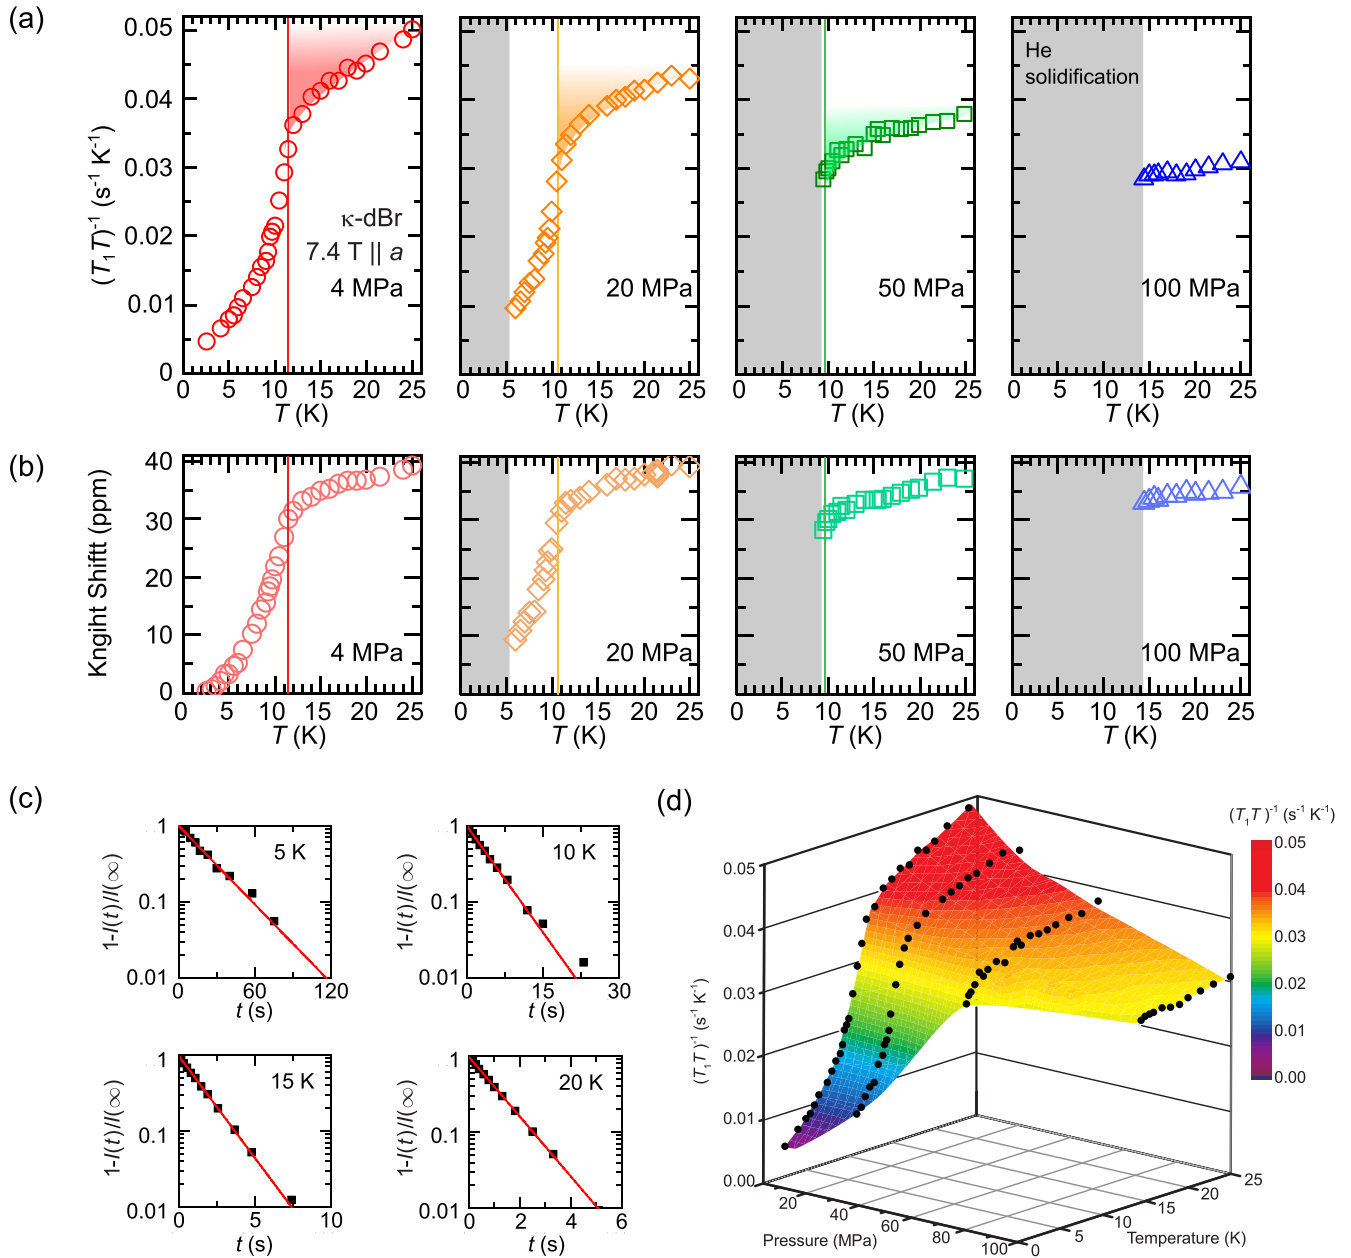 (a)
(T₁T)⁻¹ (s⁻¹ K⁻¹)
0.05
0.04
0.03
0.02
0.01
0
κ-dBr
7.4 T || a
4 MPa
20 MPa
50 MPa
He
solidification
100 MPa
0 5 10 15 20 25
0 5 10 15 20 25
0 5 10 15 20 25
0 5 10 15 20 25
T (K)
T (K)
T (K)
T (K)
(b)
Kngiht Shiftt (ppm)
40
30
20
10
0
4 MPa
20 MPa
50 MPa
100 MPa
0 5 10 15 20 25
0 5 10 15 20 25
0 5 10 15 20 25
0 5 10 15 20 25
T (K)
T (K)
T (K)
T (K)
(c)
1-I(t)/I(∞)
1
0.1
0.01
5 K
0 60 120
t (s)
1-I(t)/I(∞)
1
0.1
0.01
10 K
0 15 30
t (s)
1-I(t)/I(∞)
1
0.1
0.01
15 K
0 5 10
t (s)
1-I(t)/I(∞)
1
0.1
0.01
20 K
0 2 4 6
t (s)
(d)
(T₁T)⁻¹ (s⁻¹ K⁻¹)
0.05
0.04
0.03
0.02
0.01
0.00
(T₁T)⁻¹ (s⁻¹ K⁻¹)
0.05
0.04
0.03
0.02
0.01
0.00
20 40 60 80 100
Pressure (MPa)
0 5 10 15 20 25
Temperature (K)